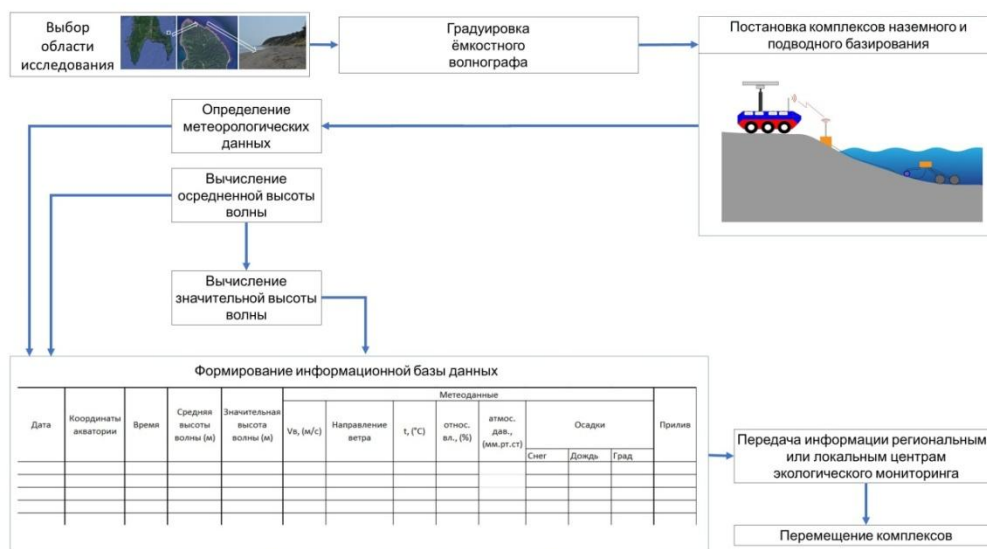 Выбор
области
исследования
Градуировка
ёмкостного
волнографа
Постановка комплексов наземного и
подводного базирования
Определение
метеорологических
данных
Вычисление
осредненной высоты
волны
Вычисление
значительной высоты
волны
Формирование информационной базы данных
Дата
Координаты
акватории
Время
Средняя
высоты
волны (м)
Значительная
высота
волны (м)
Метеоданные
Vв, (м/с)
Направление
ветра
t, (°C)
относ.
вл., (%)
атмос.
дав.,
(мм.рт.ст)
Осадки
Снег
Дождь
Град
Прилив
Передача информации региональным
или локальным центрам
экологического мониторинга
Перемещение комплексов